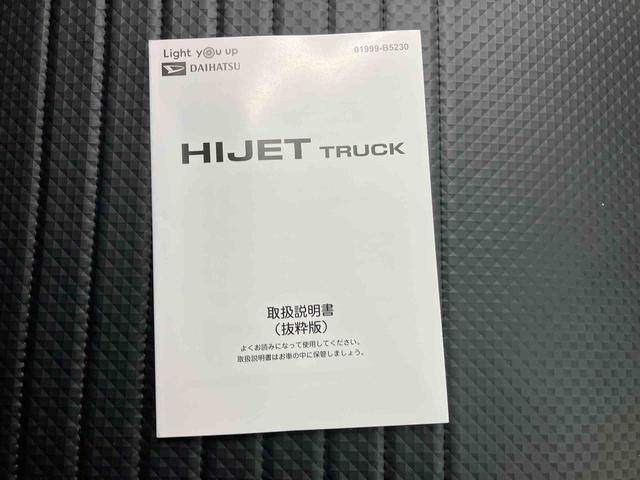 Light you up
01999-B5230
DAIHATSU
HIJET TRUCK
取扱説明書
（抜粋版）
よくお読みになって使用してください。
取扱説明書はお車の中に保管しましょう。